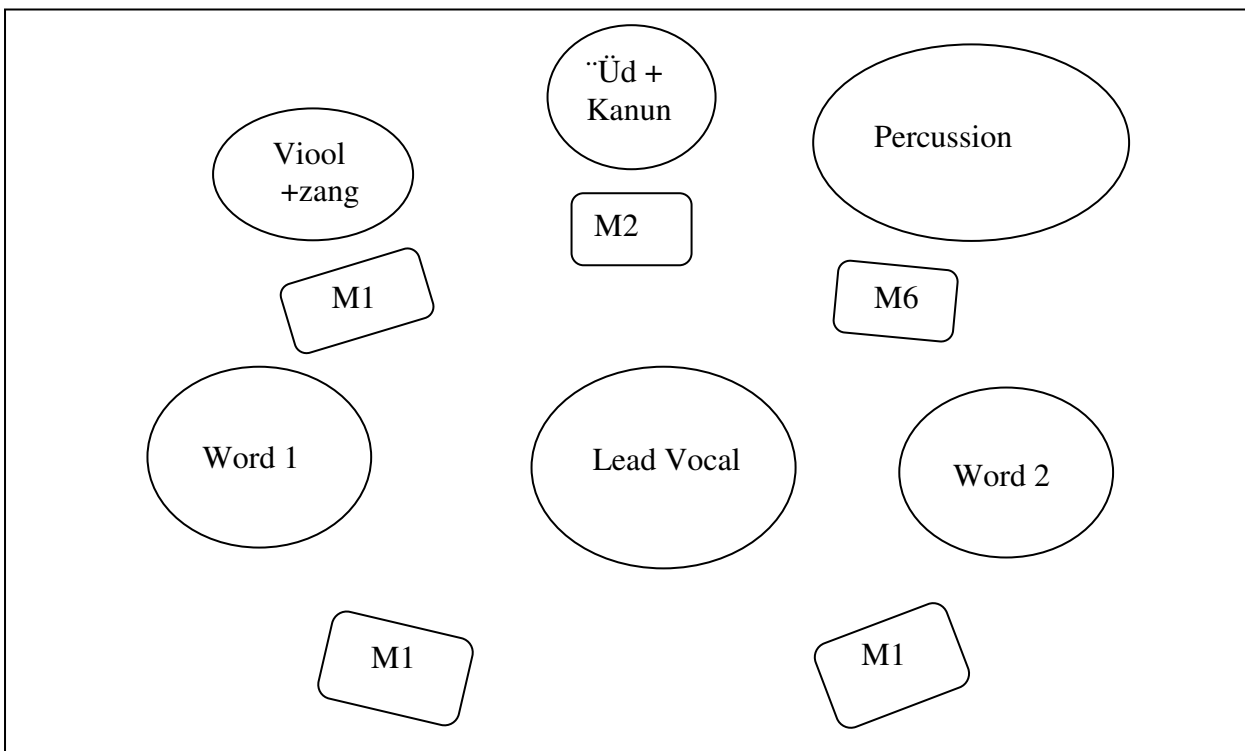 ¨Üd +
Kanun
Percussion
Viool
+zang
M2
M1
M6
Word 1
Lead Vocal
Word 2
M1
M1